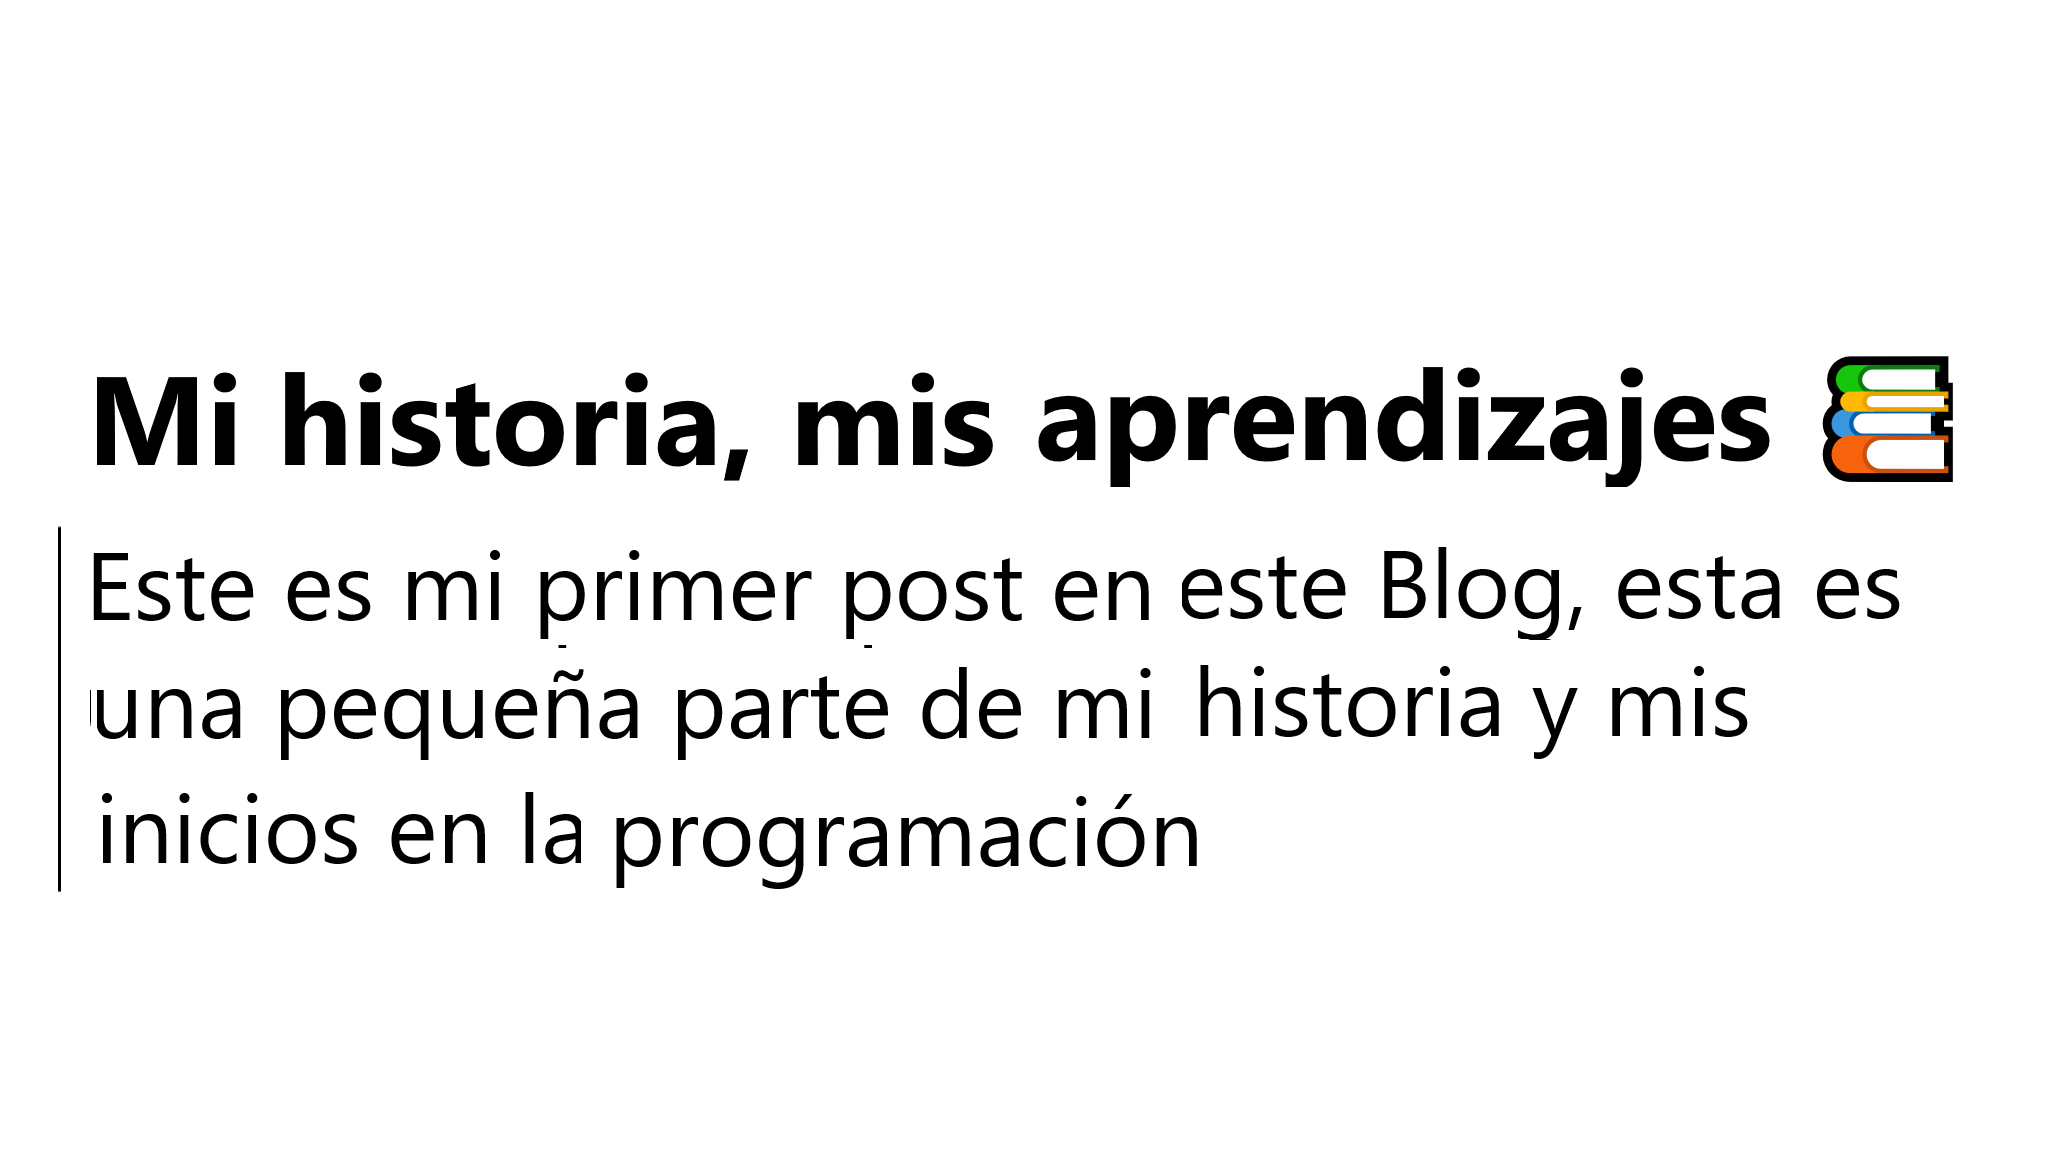 Mi historia, mis aprendizajes 📚
Este es mi primer post en este Blog, esta es
una pequeña parte de mi historia y mis
inicios en la programación